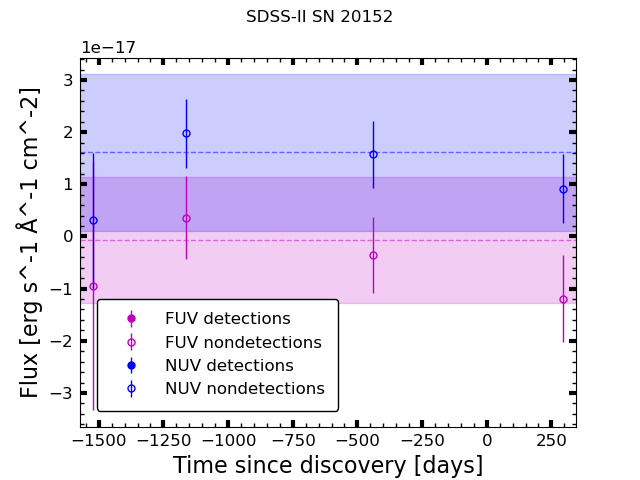 SDSS-II SN 20152
1e−17
Flux [erg s^-1 Å^-1 cm^-2]
3
2
1
0
−1
−2
−3
FUV detections
FUV nondetections
NUV detections
NUV nondetections
−1500 −1250 −1000 −750 −500 −250 0 250
Time since discovery [days]